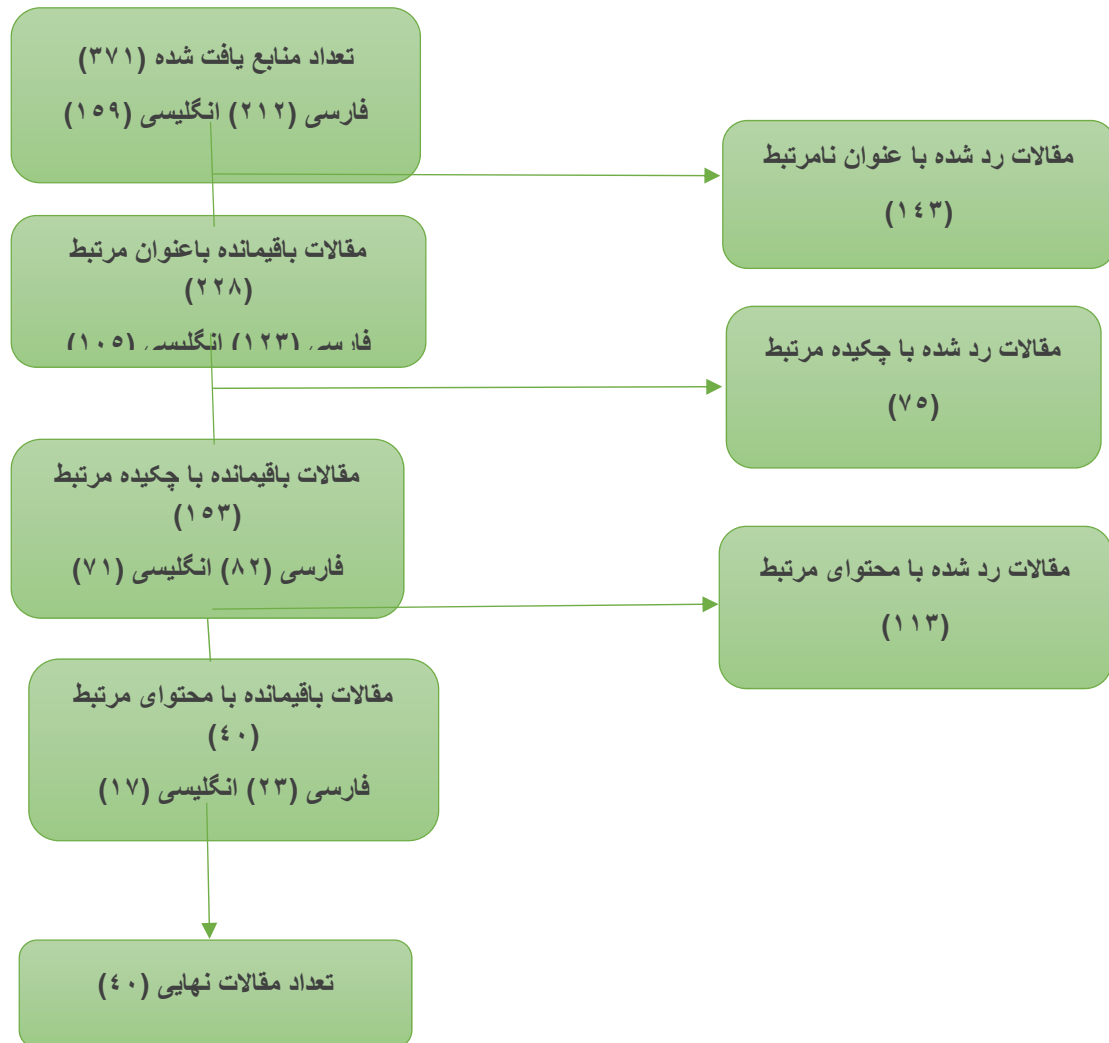 تعداد منابع یافت شده (۳۷۱)
فارسی (۲۱۲) انگلیسی (۱۵۹)
مقالات رد شده با عنوان نامرتبط
(۱۴۳)
مقالات باقیمانده باعنوان مرتبط
(۲۲۸)
فارسی (۱۲۳) انگلیسی (۱۰۵)
مقالات رد شده با چکیده مرتبط
(۷۵)
مقالات باقیمانده با چکیده مرتبط
(۱۵۳)
فارسی (۸۲) انگلیسی (۷۱)
مقالات رد شده با محتوای مرتبط
(۱۱۳)
مقالات باقیمانده با محتوای مرتبط
(۴۰)
فارسی (۲۳) انگلیسی (۱۷)
تعداد مقالات نهایی (۴۰)